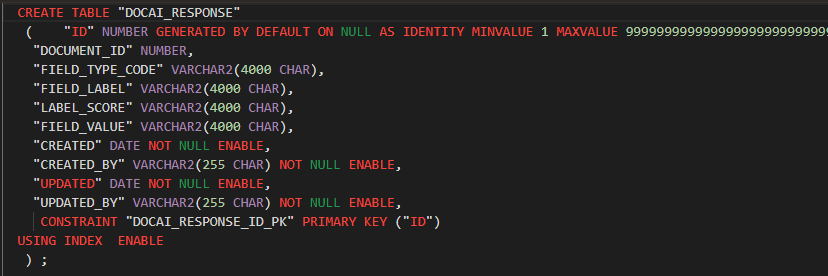 CREATE TABLE "DOCAI_RESPONSE"
( "ID" NUMBER GENERATED BY DEFAULT ON NULL AS IDENTITY MINVALUE 1 MAXVALUE 9999999999999999999999999999
"DOCUMENT_ID" NUMBER,
"FIELD_TYPE_CODE" VARCHAR2(4000 CHAR),
"FIELD_LABEL" VARCHAR2(4000 CHAR),
"LABEL_SCORE" VARCHAR2(4000 CHAR),
"FIELD_VALUE" VARCHAR2(4000 CHAR),
"CREATED" DATE NOT NULL ENABLE,
"CREATED_BY" VARCHAR2(255 CHAR) NOT NULL ENABLE,
"UPDATED" DATE NOT NULL ENABLE,
"UPDATED_BY" VARCHAR2(255 CHAR) NOT NULL ENABLE,
CONSTRAINT "DOCAI_RESPONSE_ID_PK" PRIMARY KEY ("ID")
USING INDEX ENABLE
) ;